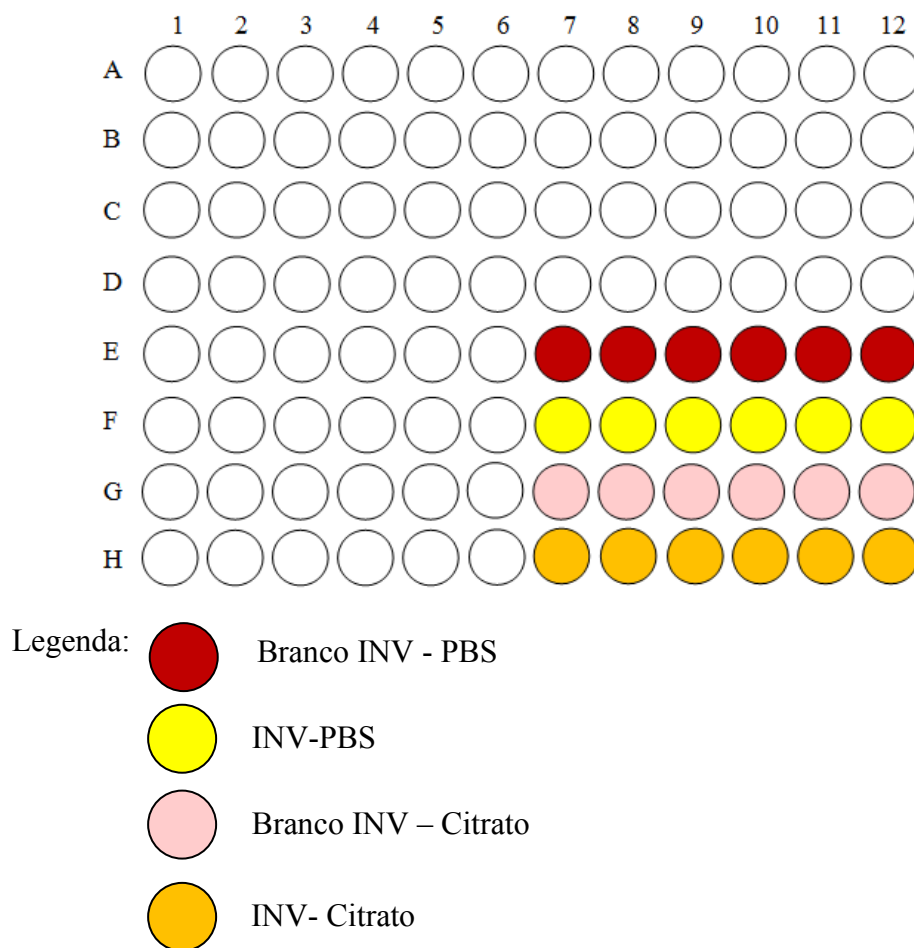 1 2 3 4 5 6 7 8 9 10 11 12
A
B
C
D
E
F
G
H
Legenda:
Branco INV - PBS
INV-PBS
Branco INV – Citrato
INV- Citrato